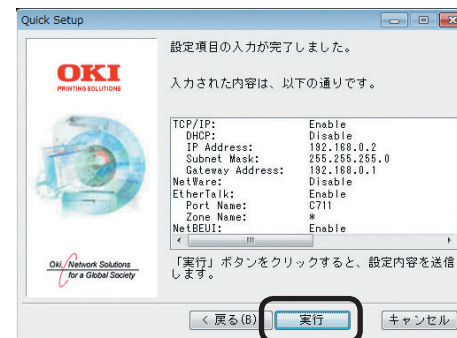 Quick Setup
OKI
PRINTING SOLUTIONS
設定項目の入力が完了しました。
入力された内容は、以下の通りです。
TCP/IP: Enable
DHCP: Disable
IP Address: 192.168.0.2
Subnet Mask: 255.255.255.0
Gateway Address: 192.168.0.1
NetWare: Disable
EtherTalk: Enable
Port Name: C711
Zone Name: *
NetBEUI: Enable
Oki, Network Solutions
for a Global Society
「実行」ボタンをクリックすると、設定内容を送信
します。
< 戻る(B)
実行
キャンセル